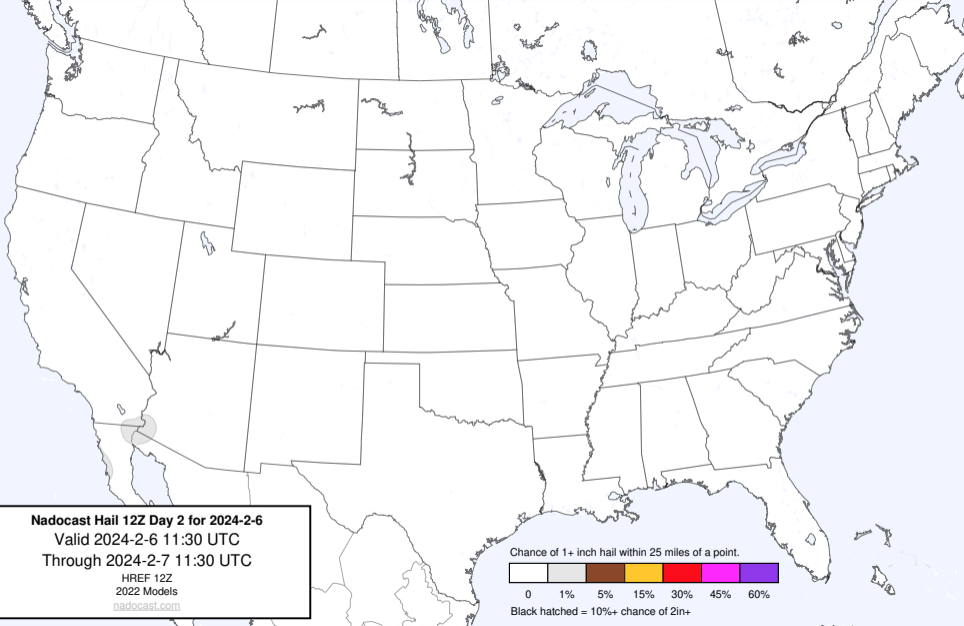 Nadocast Hail 12Z Day 2 for 2024-2-6
Valid 2024-2-6 11:30 UTC
Through 2024-2-7 11:30 UTC
HREF 12Z
2022 Models
nadocast.com
Chance of 1+ inch hail within 25 miles of a point.
0 1% 5% 15% 30% 45% 60%
Black hatched = 10%+ chance of 2in+